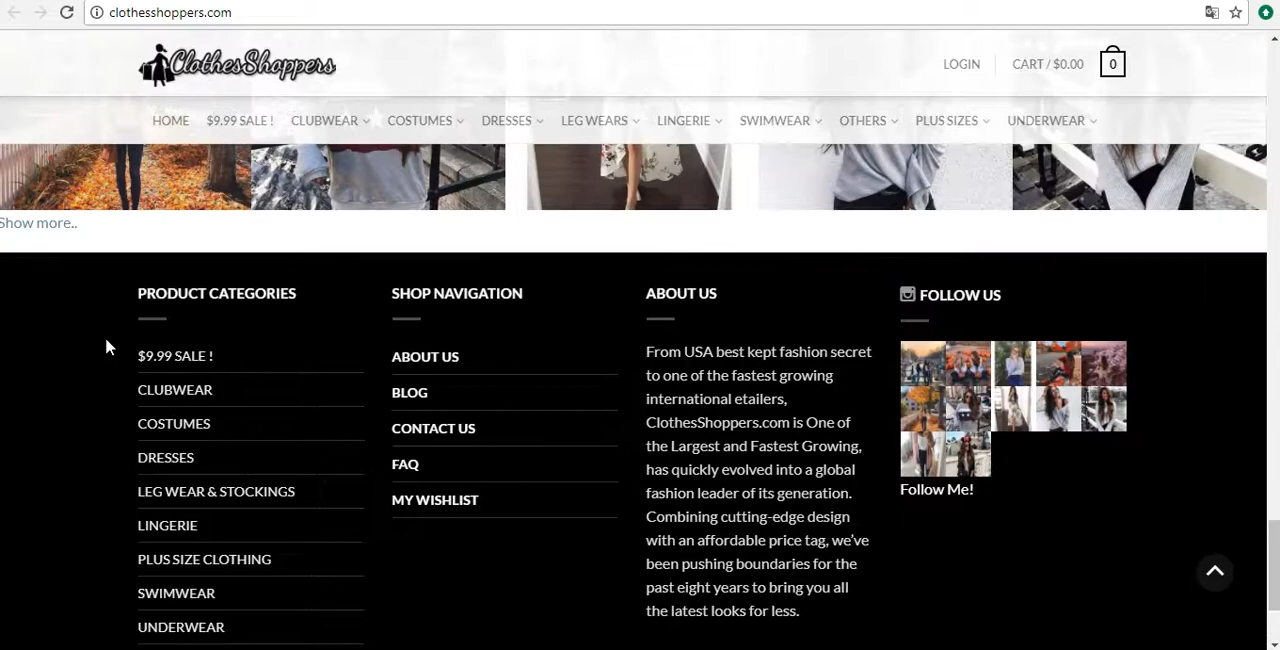 clothesshoppers.com
ClothesShoppers
LOGIN
CART / $0.00
0
HOME
$9.99 SALE !
CLUBWEAR
COSTUMES
DRESSES
LEG WEARS
LINGERIE
SWIMWEAR
OTHERS
PLUS SIZES
UNDERWEAR
Show more..
PRODUCT CATEGORIES
$9.99 SALE !
CLUBWEAR
COSTUMES
DRESSES
LEG WEAR & STOCKINGS
LINGERIE
PLUS SIZE CLOTHING
SWIMWEAR
UNDERWEAR
SHOP NAVIGATION
ABOUT US
BLOG
CONTACT US
FAQ
MY WISHLIST
ABOUT US
From USA best kept fashion secret
to one of the fastest growing
international etailers,
ClothesShoppers.com is One of
the Largest and Fastest Growing,
has quickly evolved into a global
fashion leader of its generation.
Combining cutting-edge design
with an affordable price tag, we’ve
been pushing boundaries for the
past eight years to bring you all
the latest looks for less.
FOLLOW US
Follow Me!